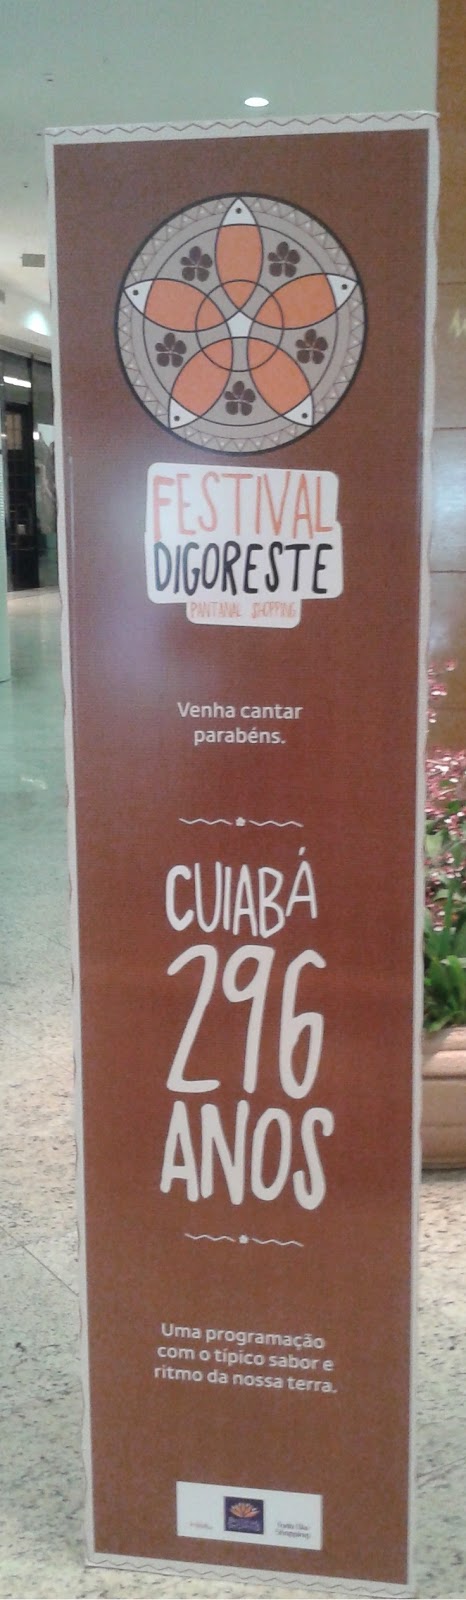 FESTIVAL
DIGORESTE
PANTANAL SHOPPING
Venha cantar
parabéns.
CUIABÁ
296
ANOS
Uma programação
com o típico sabor e
ritmo da nossa terra.
Shopping